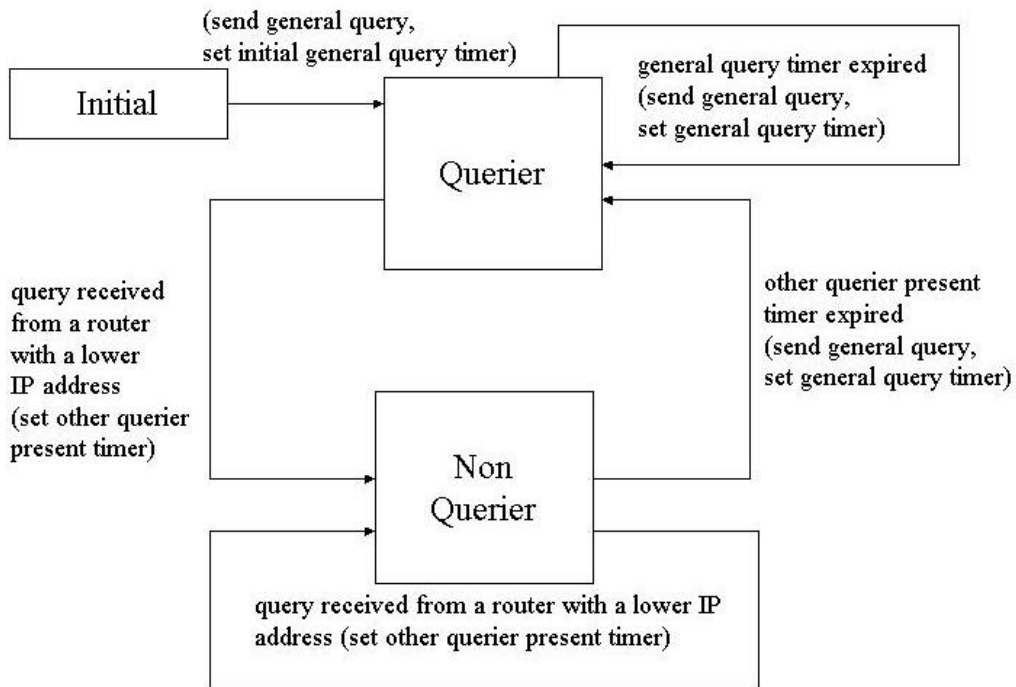 (send general query,
set initial general query timer)
Initial
general query timer expired
(send general query,
set general query timer)
Querier
query received
from a router
with a lower
IP address
(set other querier
present timer)
other querier present
timer expired
(send general query,
set general query timer)
Non
Querier
query received from a router with a lower IP
address (set other querier present timer)